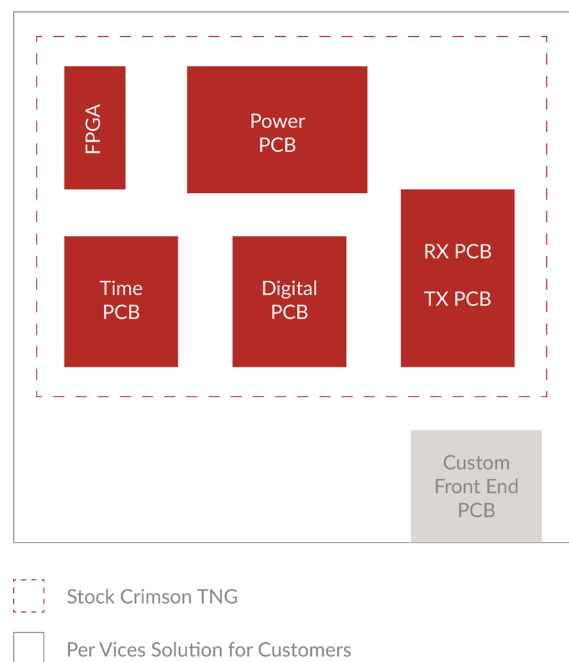 FPGA
Power
PCB
Time
PCB
Digital
PCB
RX PCB
TX PCB
Custom
Front End
PCB
Stock Crimson TNG
Per Vices Solution for Customers